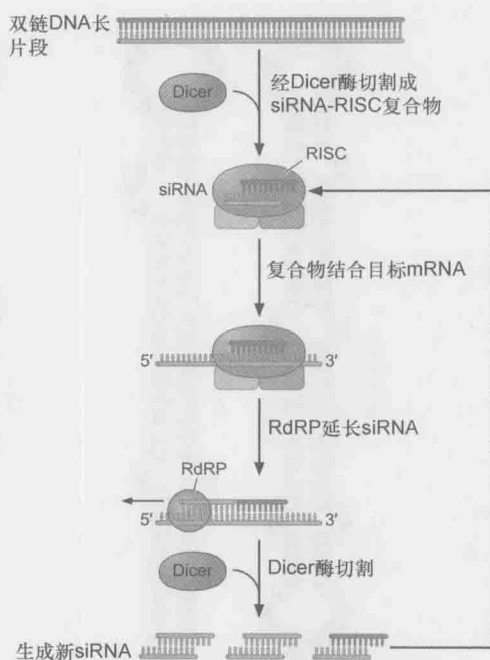 双链DNA长
片段
Dicer
经Dicer酶切割成
siRNA-RISC复合物
RISC
siRNA
复合物结合目标mRNA
5′
3′
RdRP延长siRNA
RdRP
5′
3′
Dicer
Dicer酶切割
生成新siRNA